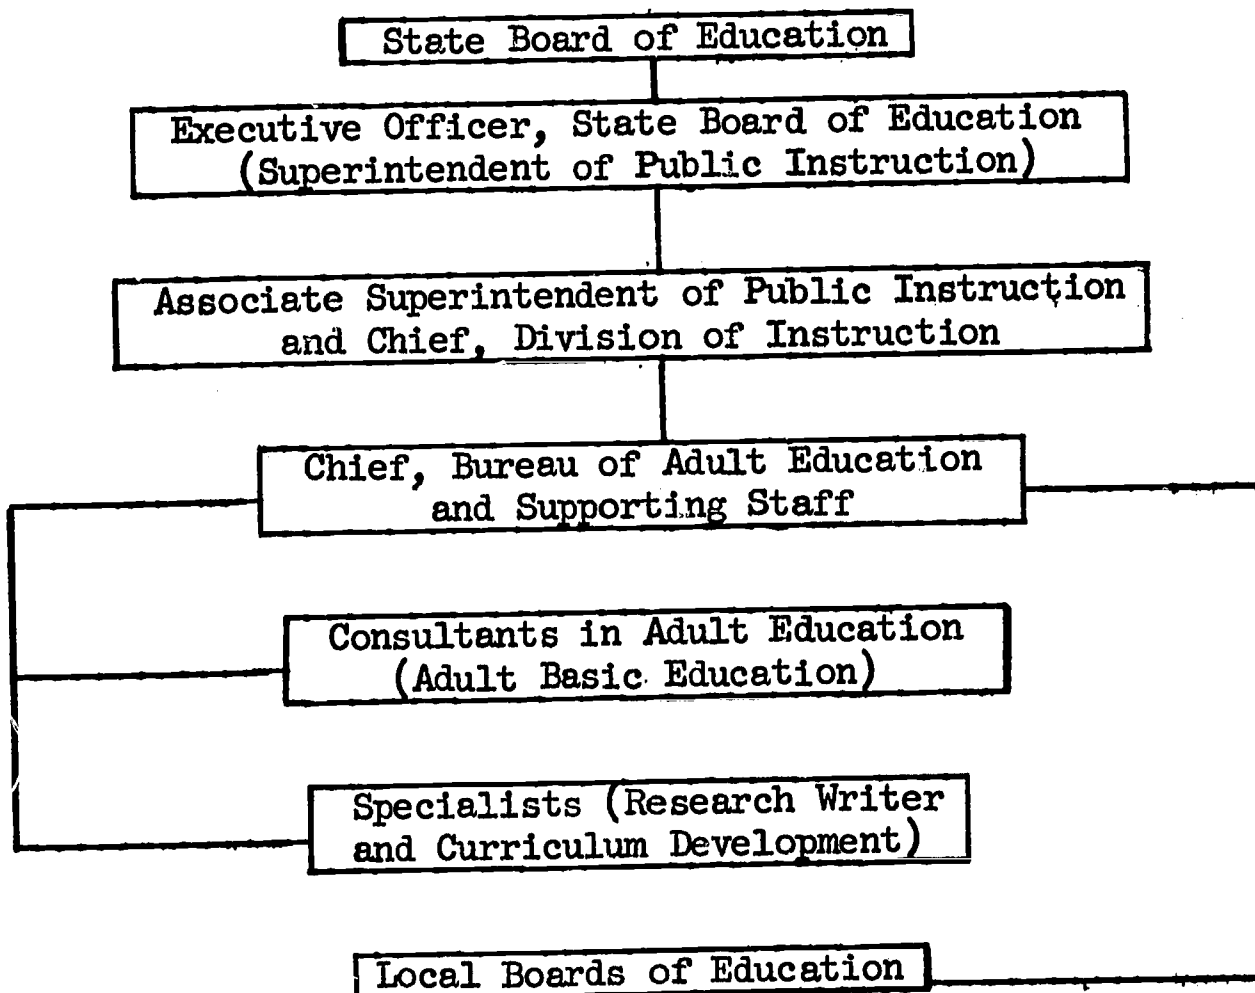 State Board of Education
Executive Officer, State Board of Education
(Superintendent of Public Instruction)
Associate Superintendent of Public Instruction
and Chief, Division of Instruction
Chief, Bureau of Adult Education
and Supporting Staff
Consultants in Adult Education
(Adult Basic Education)
Specialists (Research Writer
and Curriculum Development)
Local Boards of Education